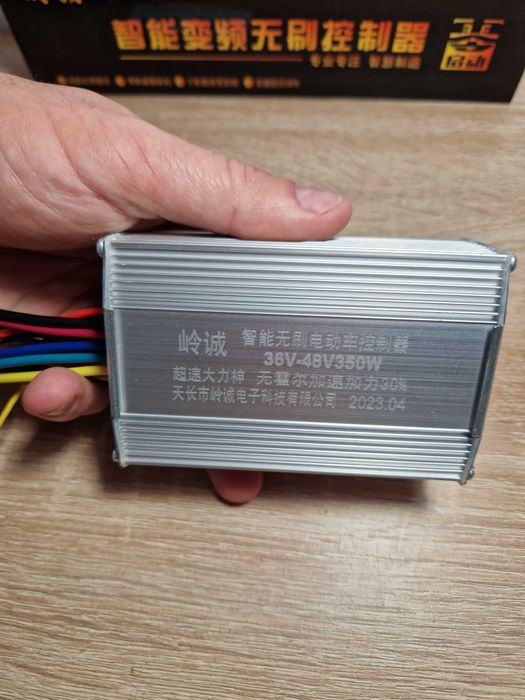 诚
智能变频无刷控制器
专业专注 智慧制造
岭诚 智能无刷电动车控制器
36V-48V350W
超速大力神 无霍尔加速加力30%
天长市岭诚电子科技有限公司 2023.04